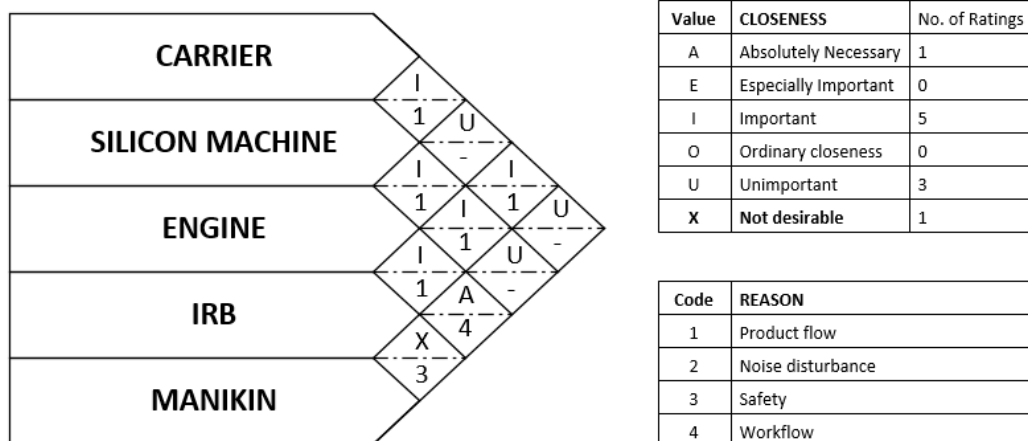 CARRIER
SILICON MACHINE
ENGINE
IRB
MANIKIN
I
1
U
-
I
1
I
1
U
-
I
1
U
-
I
1
A
4
X
3
Value CLOSENESS No. of Ratings
A Absolutely Necessary 1
E Especially Important 0
I Important 5
O Ordinary closeness 0
U Unimportant 3
X Not desirable 1
Code REASON
1 Product flow
2 Noise disturbance
3 Safety
4 Workflow